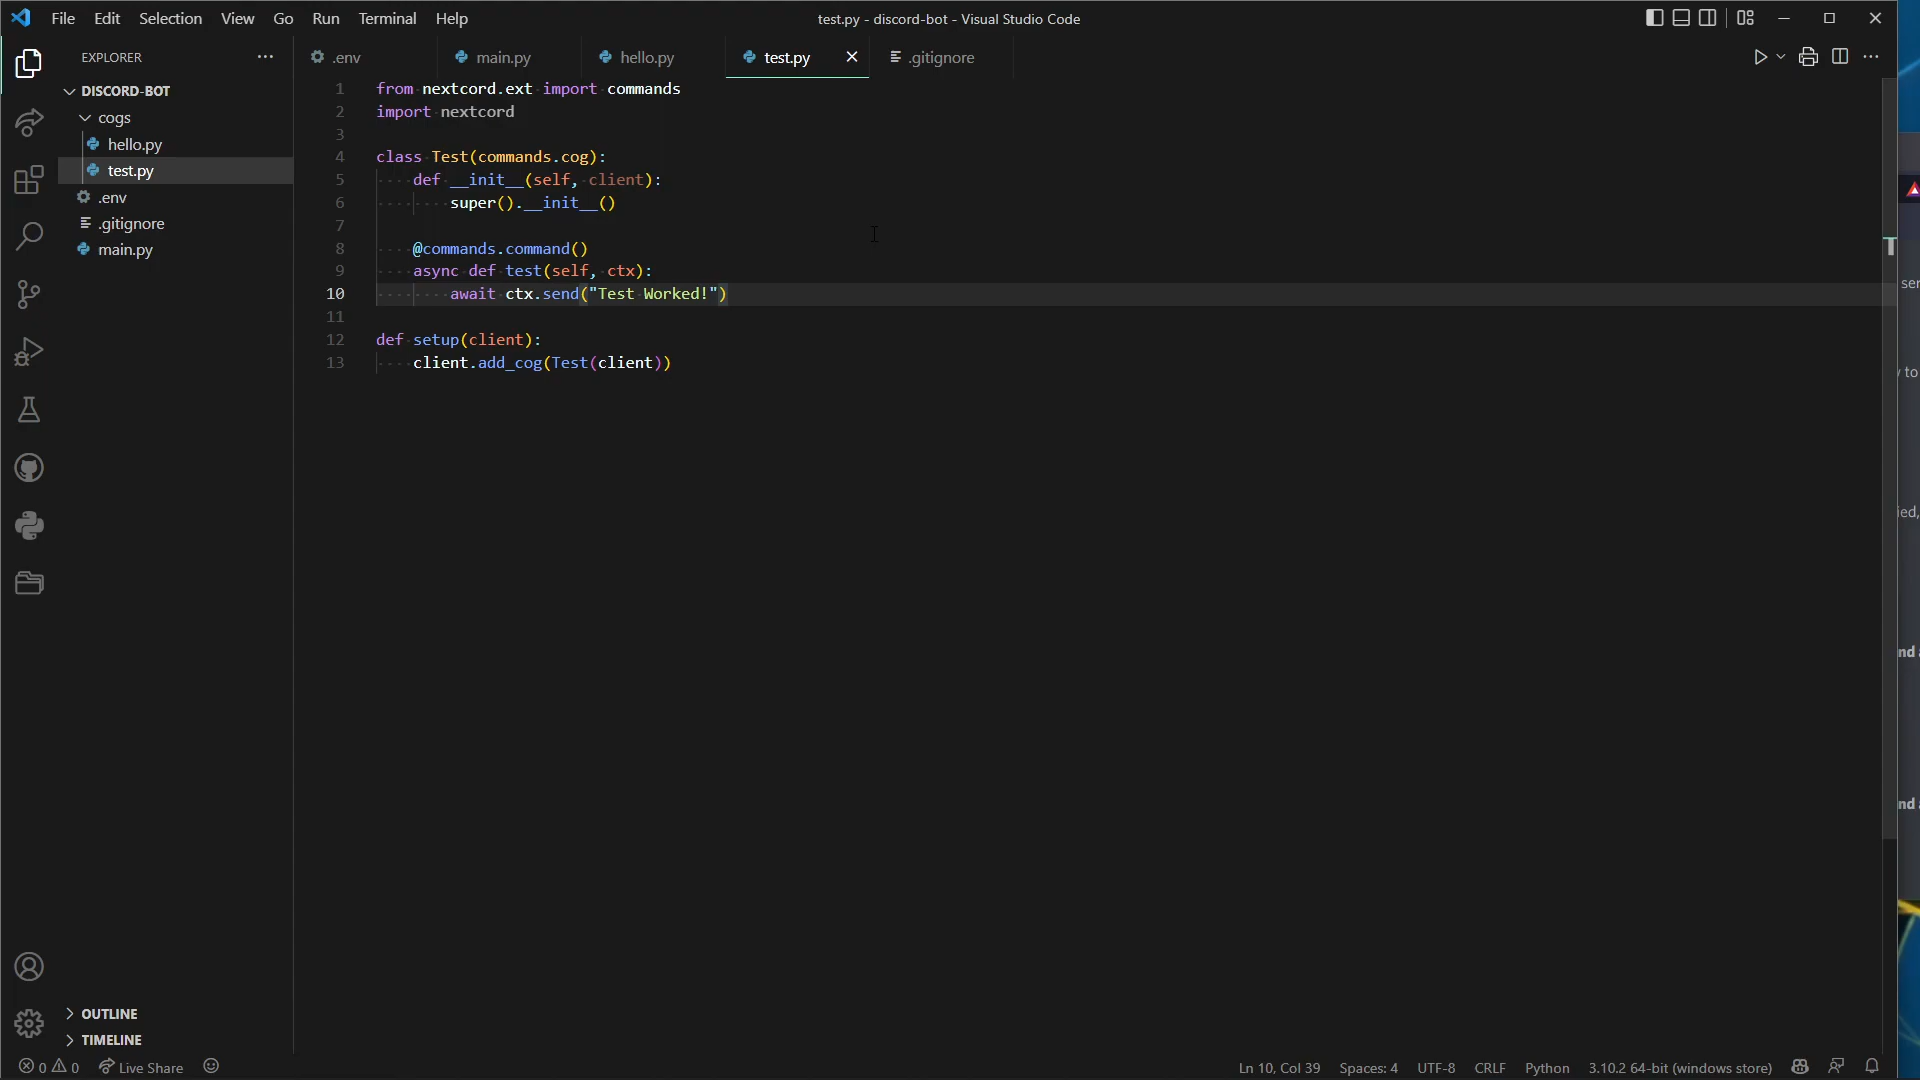 File Edit Selection View Go Run Terminal Help
test.py - discord-bot - Visual Studio Code
EXPLORER
DISCORD-BOT
cogs
hello.py
test.py
.env
.gitignore
main.py
OUTLINE
TIMELINE
.env main.py hello.py test.py .gitignore
1 from nextcord.ext import commands
2 import nextcord
3
4 class Test(commands.cog):
5 def __init__(self, client):
6 super().__init__()
7
8 @commands.command()
9 async def test(self, ctx):
10 await ctx.send("Test Worked!")
11
12 def setup(client):
13 client.add_cog(Test(client))
ser
to
ied,
nd
nd
0 0 Live Share
Ln 10, Col 39 Spaces: 4 UTF-8 CRLF Python 3.10.2 64-bit (windows store)